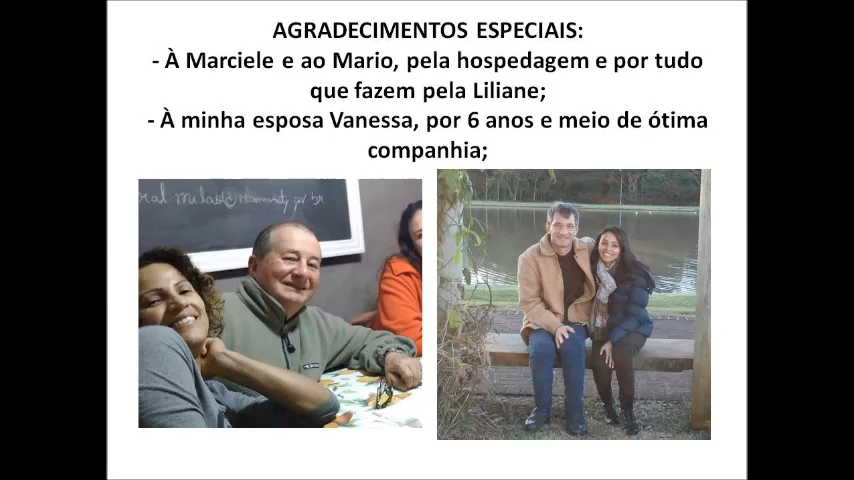 AGRADECIMENTOS ESPECIAIS:
- À Marciele e ao Mario, pela hospedagem e por tudo
que fazem pela Liliane;
- À minha esposa Vanessa, por 6 anos e meio de ótima
companhia;